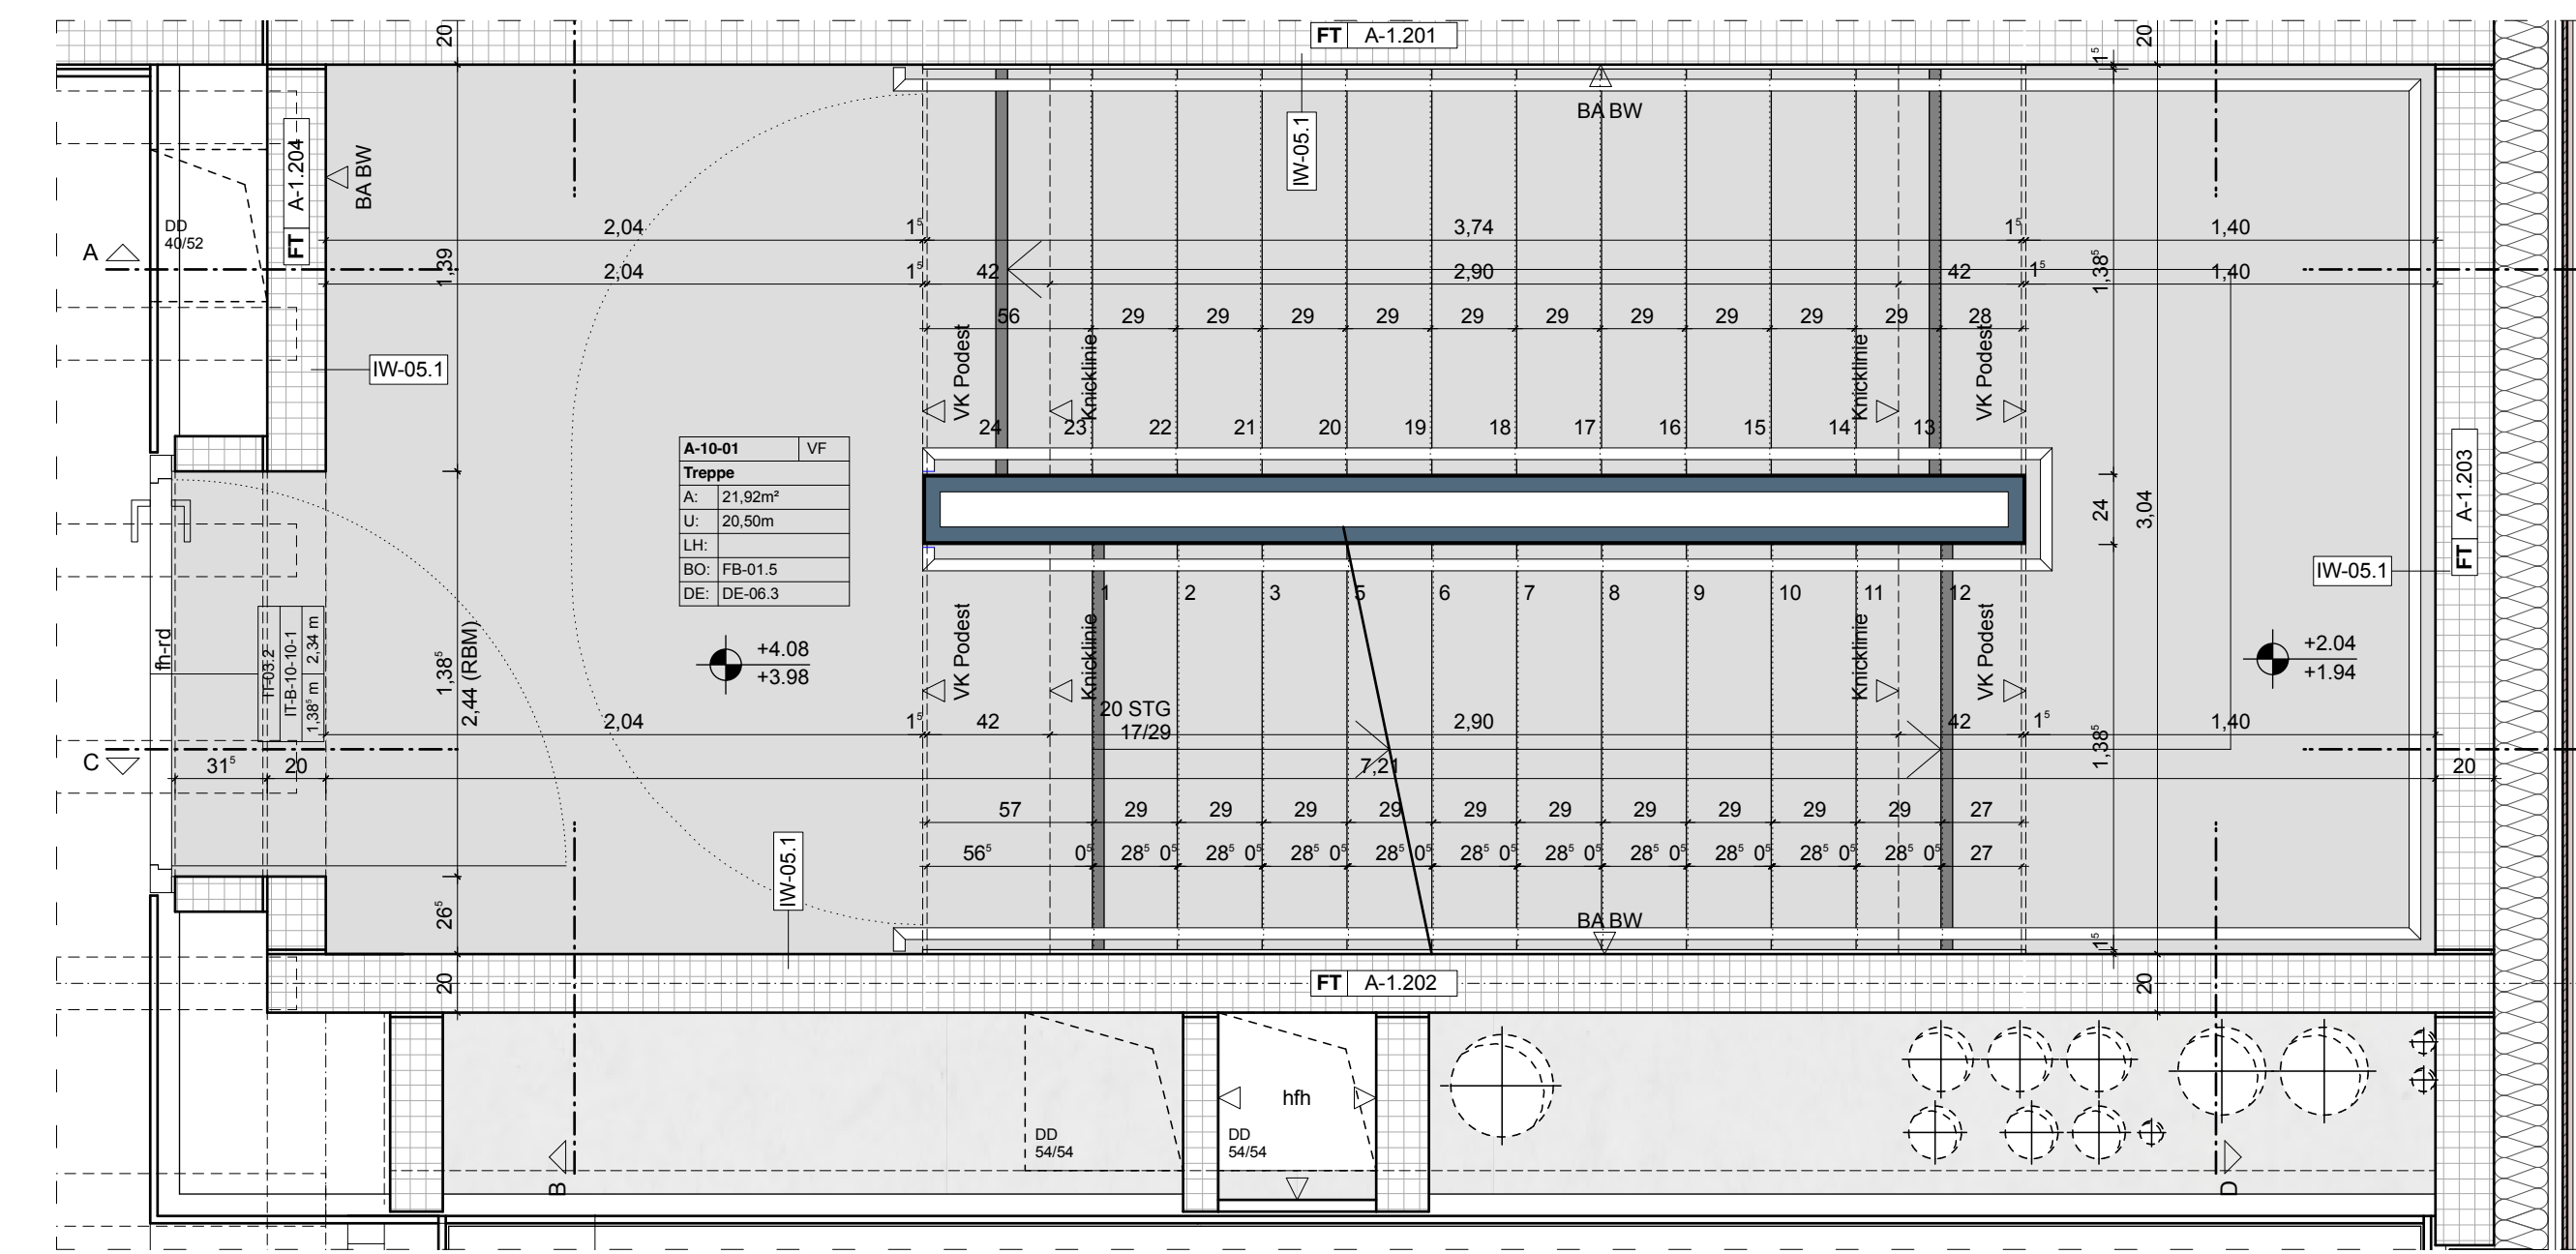 20
FT A-1.201
20
1⁵
BA BW
IW-05.1
FT A-1.204
BA BW
DD
40/52
A
2,04 1⁵ 3,74 1⁵ 1,40
1,39
2,04 1⁵ 42 2,90 42 1⁵ 1,40
1,38⁵
56 29 29 29 29 29 29 29 29 29 29 28
VK Podest
Knicklinie
Knicklinie
VK Podest
IW-05.1
24 23 22 21 20 19 18 17 16 15 14 13
A-10-01 VF
Treppe
A: 21,92m²
U: 20,50m
LH:
BO: FB-01.5
DE: DE-06.3
24
3,04
FT A-1.203
IW-05.1
1 2 3 5 6 7 8 9 10 11 12
VK Podest
Knicklinie
Knicklinie
VK Podest
fh-rd
IT-03.2
IT-B-10-10-1
1,38⁵ m 2,34 m
1,38⁵
2,44 (RBM)
+4.08
+3.98
+2.04
+1.94
20 STG
17/29
2,04 1⁵ 42 2,90 42 1⁵ 1,40
1,38⁵
C
31⁵ 20 7,21 20
57 29 29 29 29 29 29 29 29 29 29 27
56⁵ 0⁵ 28⁵ 0⁵ 28⁵ 0⁵ 28⁵ 0⁵ 28⁵ 0⁵ 28⁵ 0⁵ 28⁵ 0⁵ 28⁵ 0⁵ 28⁵ 0⁵ 28⁵ 0⁵ 28⁵ 0⁵ 27
IW-05.1
26⁵
BA BW
1⁵
20
FT A-1.202
20
hfh
DD
54/54
DD
54/54
B
D